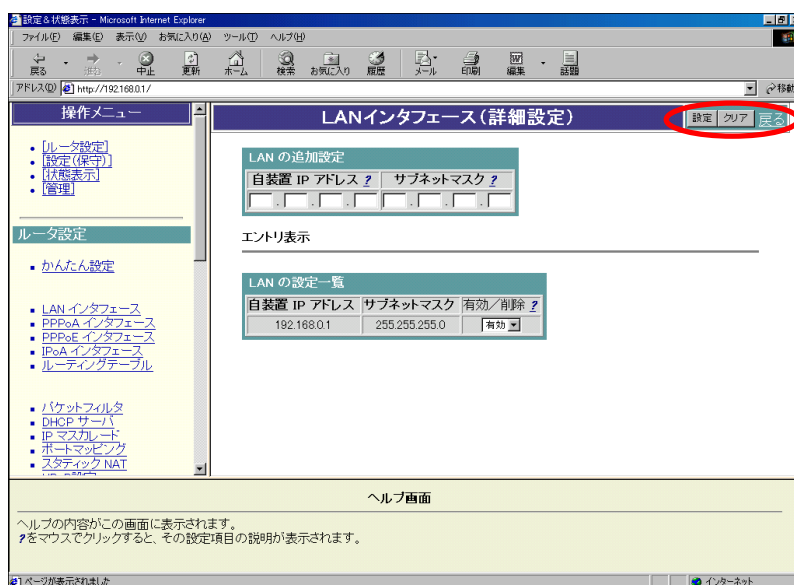 設定&状態表示 - Microsoft Internet Explorer
ファイル(F) 編集(E) 表示(V) お気に入り(A) ツール(T) ヘルプ(H)
戻る 進む 中止 更新 ホーム 検索 お気に入り 履歴 メール 印刷 編集 話題
アドレス(D) http://192.168.0.1/ 移動
操作メニュー
[ルータ設定]
[設定(保守)]
[状態表示]
[管理]
ルータ設定
かんたん設定
LAN インタフェース
PPPoA インタフェース
PPPoE インタフェース
IPoA インタフェース
ルーティングテーブル
パケットフィルタ
DHCP サーバ
IP マスカレード
ポートマッピング
スタティック NAT
LANインタフェース(詳細設定) 設定 クリア 戻る
LAN の追加設定
自装置 IP アドレス ? サブネットマスク ?
. . . . . .
エントリ表示
LAN の設定一覧
自装置 IP アドレス サブネットマスク 有効/削除 ?
192.168.0.1 255.255.255.0 有効
ヘルプ画面
ヘルプの内容がこの画面に表示されます。
?をマウスでクリックすると、その設定項目の説明が表示されます。
ページが表示されました インターネット